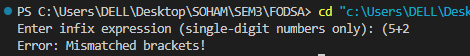 PS C:\Users\DELL\Desktop\SOHAM\SEM3\FODSA> cd "c:\Users\DELL\Desk
Enter infix expression (single-digit numbers only): (5+2
Error: Mismatched brackets!